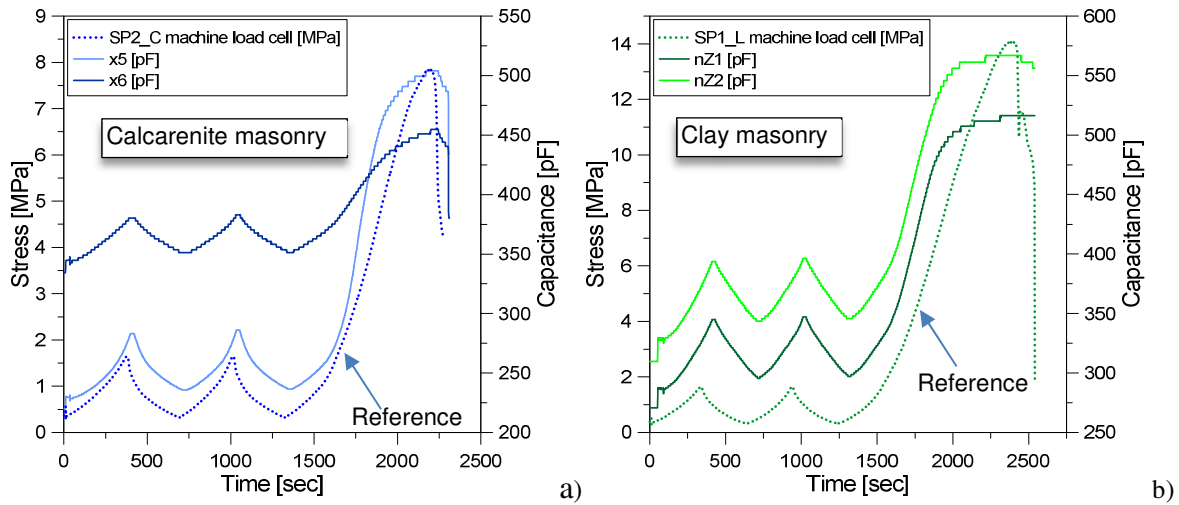 SP2_C machine load cell [MPa]
x5 [pF]
x6 [pF]
Calcarenite masonry
Reference
9
8
7
6
5
4
3
2
1
0
Stress [MPa]
550
500
450
400
350
300
250
200
Capacitance [pF]
0
500
1000
1500
2000
2500
Time [sec]
a)
SP1_L machine load cell [MPa]
nZ1 [pF]
nZ2 [pF]
Clay masonry
Reference
14
12
10
8
6
4
2
0
Stress [MPa]
600
550
500
450
400
350
300
250
Capacitance [pF]
0
500
1000
1500
2000
2500
Time [sec]
b)